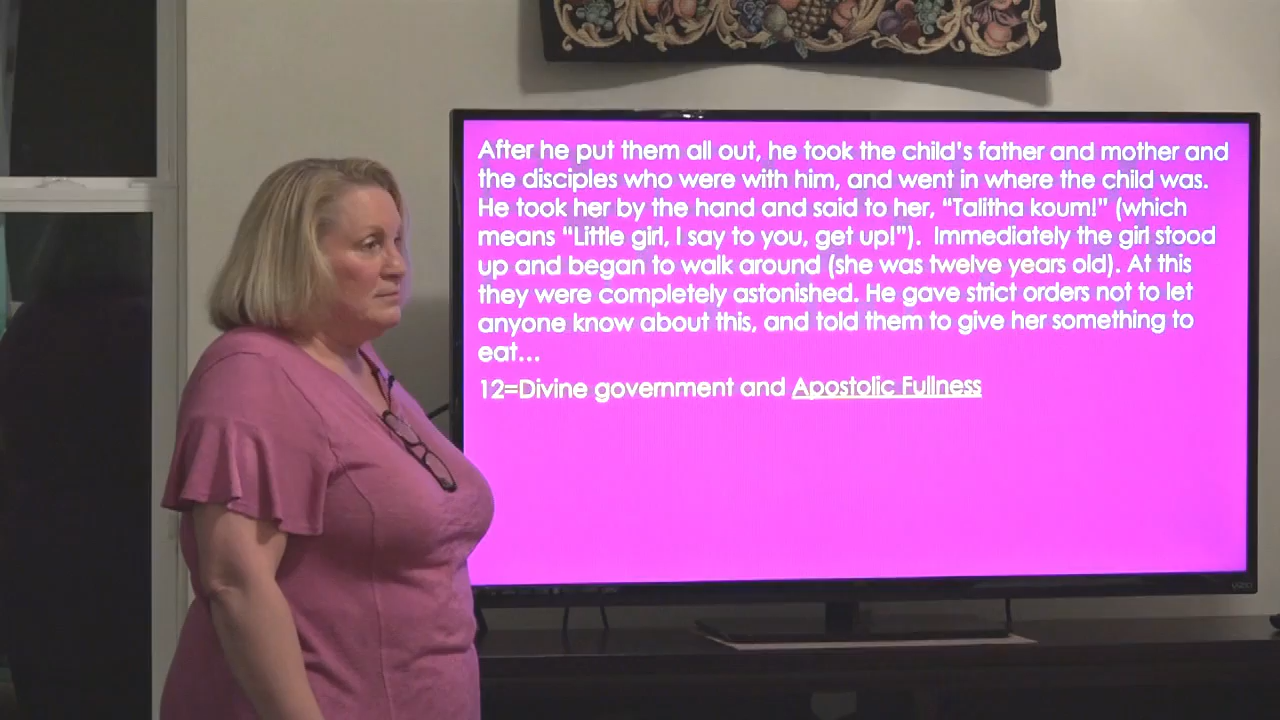 After he put them all out, he took the child's father and mother and
the disciples who were with him, and went in where the child was.
He took her by the hand and said to her, "Talitha koum!" (which
means "Little girl, I say to you, get up!").  Immediately the girl stood
up and began to walk around (she was twelve years old). At this
they were completely astonished. He gave strict orders not to let
anyone know about this, and told them to give her something to
eat...
12=Divine government and Apostolic Fullness
VIZIO